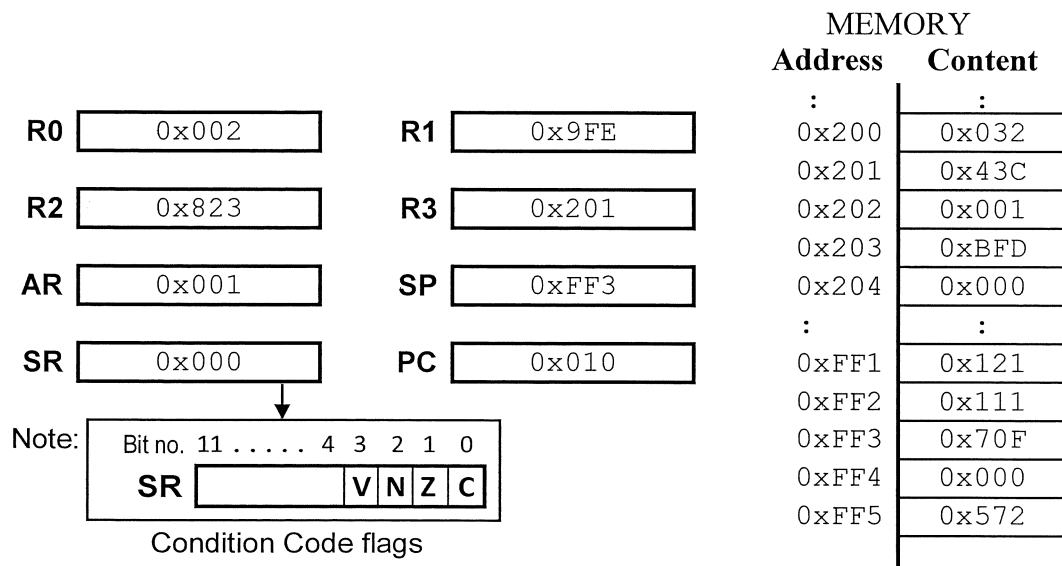 MEMORY
Address Content
: :
R0 0x002 R1 0x9FE 0x200 0x032
0x201 0x43C
R2 0x823 R3 0x201 0x202 0x001
0x203 0xBFD
AR 0x001 SP 0xFF3 0x204 0x000
: :
SR 0x000 PC 0x010 0xFF1 0x121
0xFF2 0x111
Note: Bit no. 11 . . . . . 4 3 2 1 0 0xFF3 0x70F
SR V N Z C 0xFF4 0x000
0xFF5 0x572
Condition Code flags